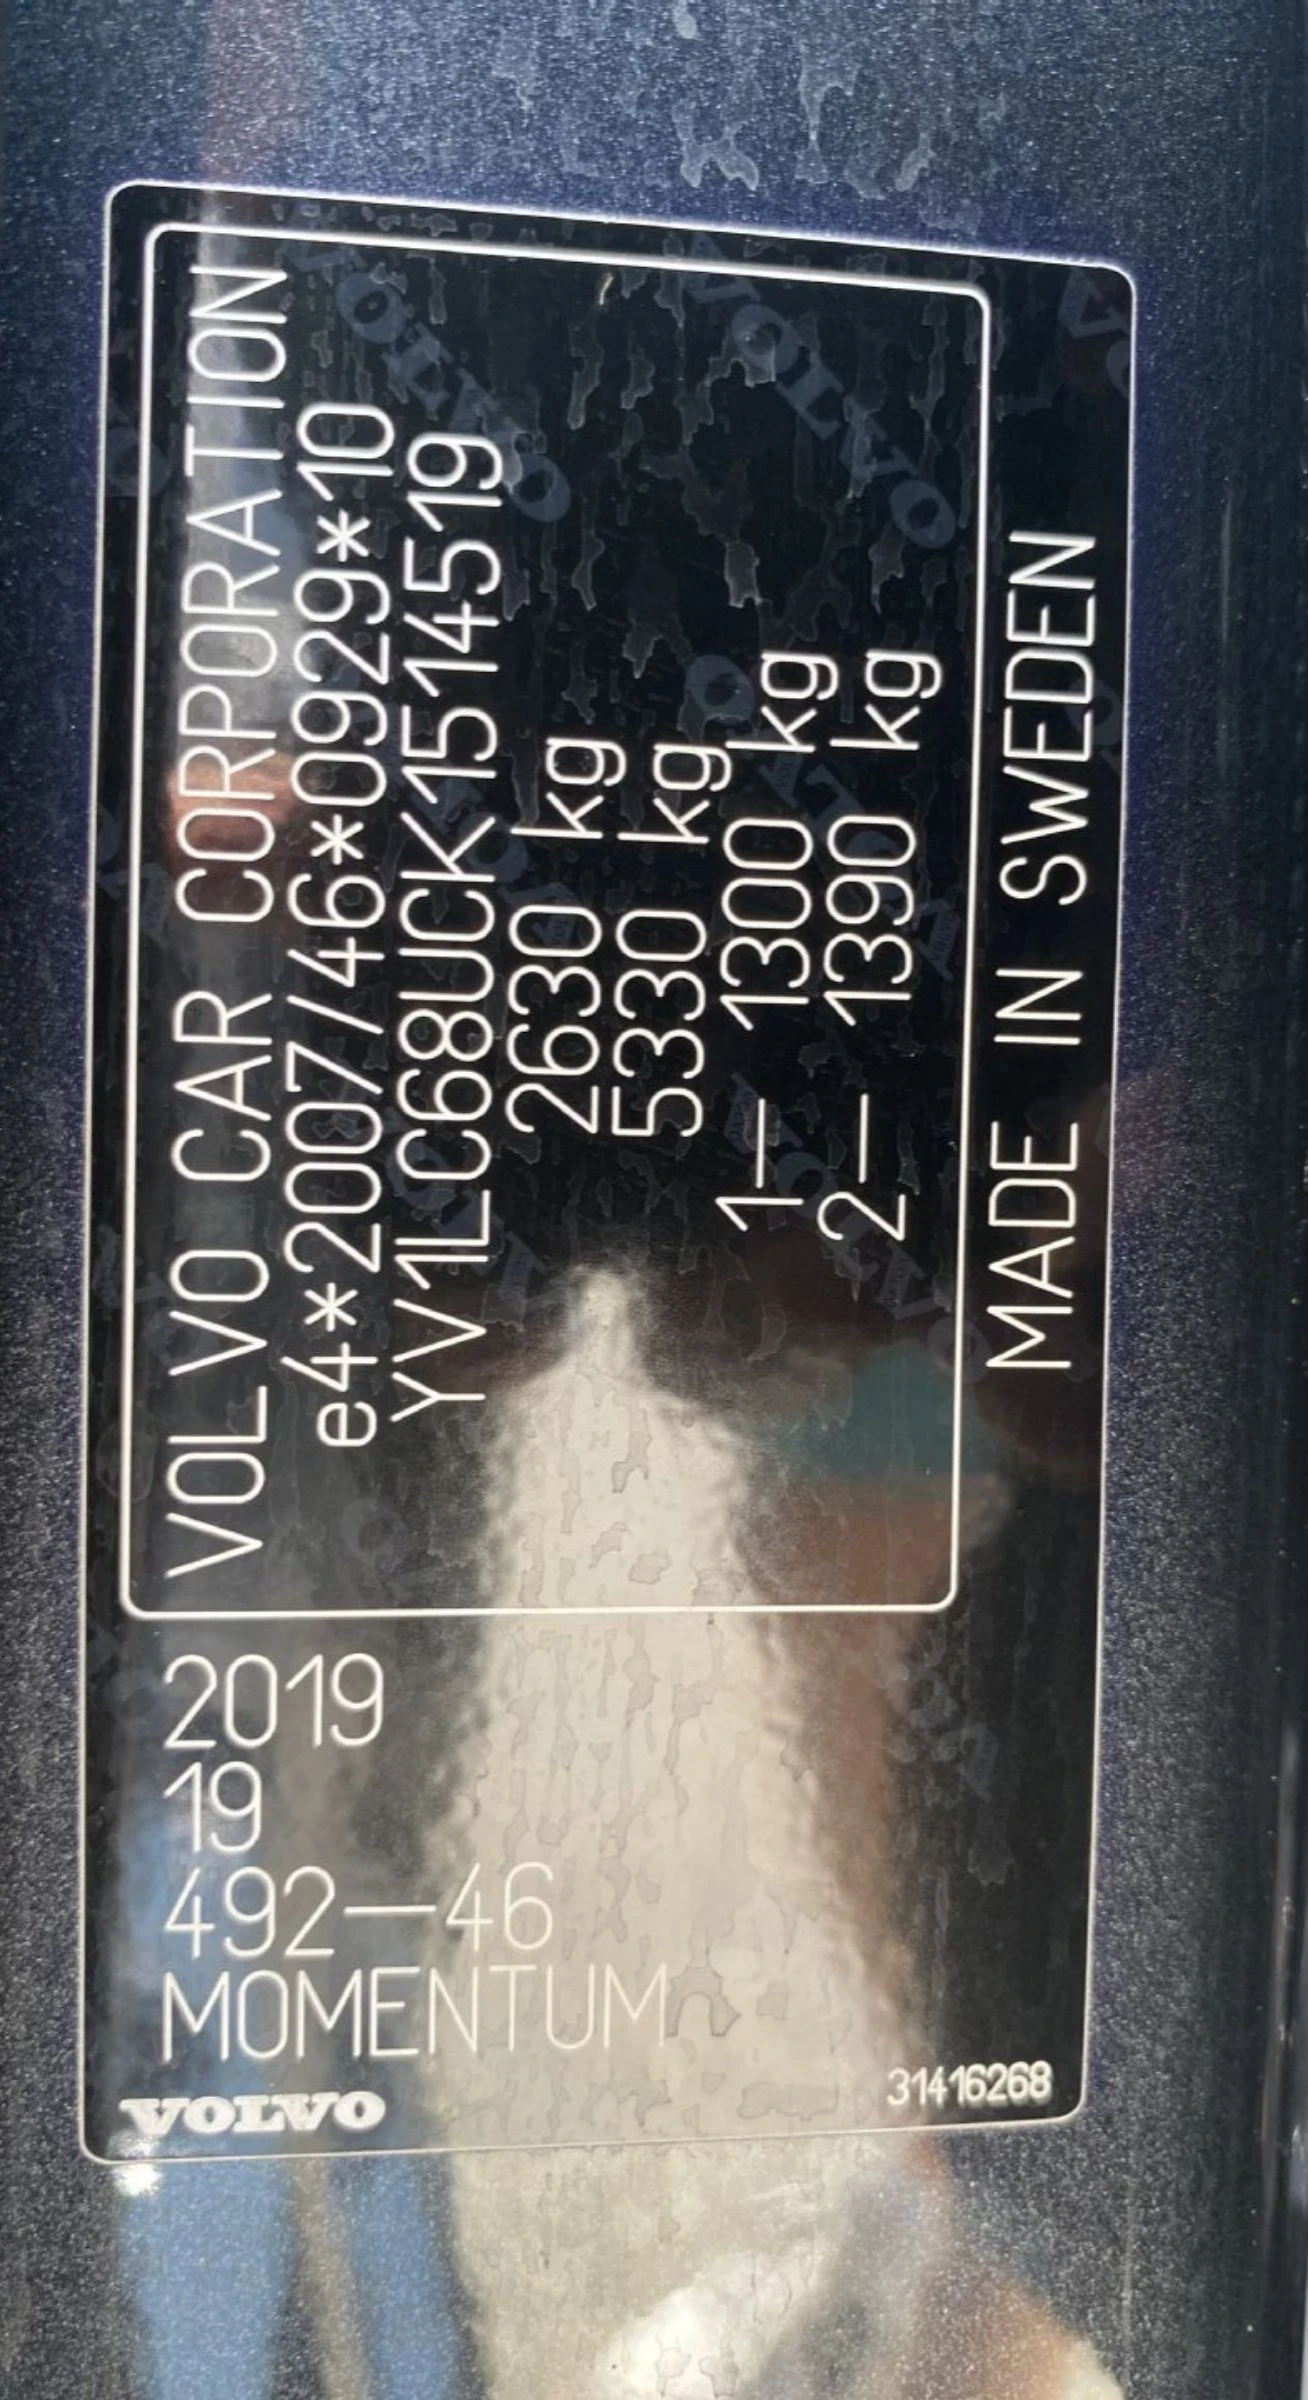 VOLVO CAR CORPORATION
e4*2007/46*0929*10
YV1LC68UCK1514519
2630 kg
5330 kg
1— 1300 kg
2— 1390 kg
MADE IN SWEDEN
2019
19
492—46
MOMENTUM
VOLVO
31416268